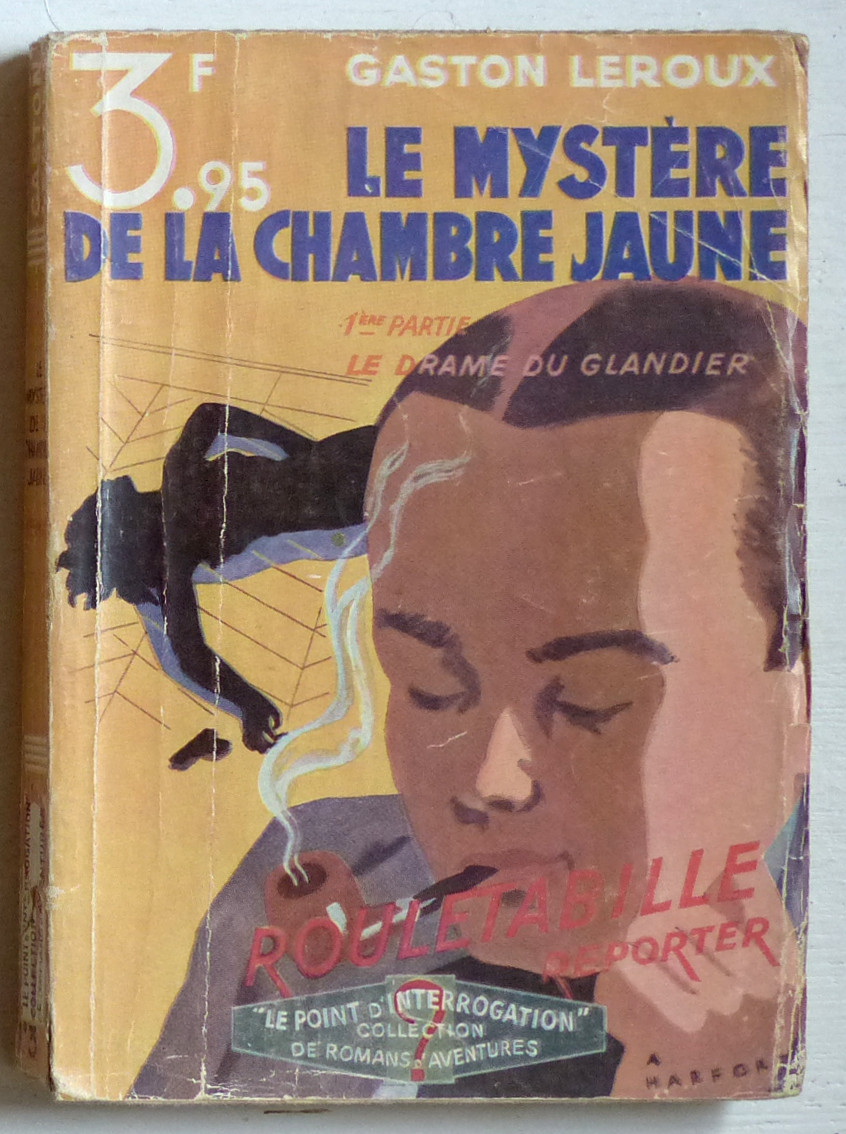 3F.95
GASTON LEROUX
LE MYSTÈRE
DE LA CHAMBRE JAUNE
1ÈRE PARTIE
LE DRAME DU GLANDIER
ROULETABILLE
REPORTER
"LE POINT D'INTERROGATION"
COLLECTION
DE ROMANS D'AVENTURES
?
A
HARFOR